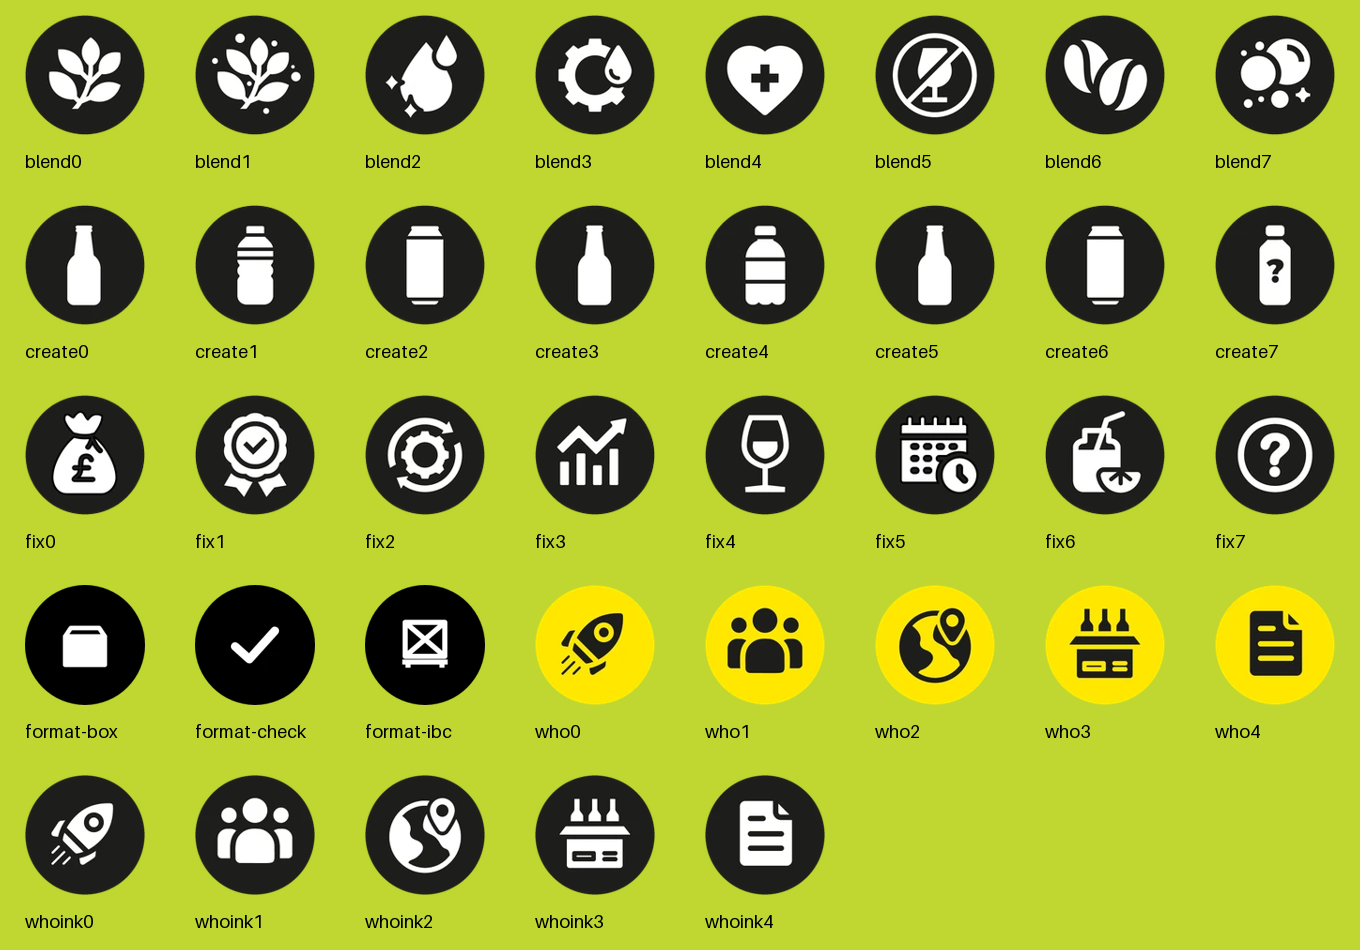 blend0 blend1 blend2 blend3 blend4 blend5 blend6 blend7
?
create0 create1 create2 create3 create4 create5 create6 create7
£ ?
fix0 fix1 fix2 fix3 fix4 fix5 fix6 fix7
format-box format-check format-ibc who0 who1 who2 who3 who4
whoink0 whoink1 whoink2 whoink3 whoink4